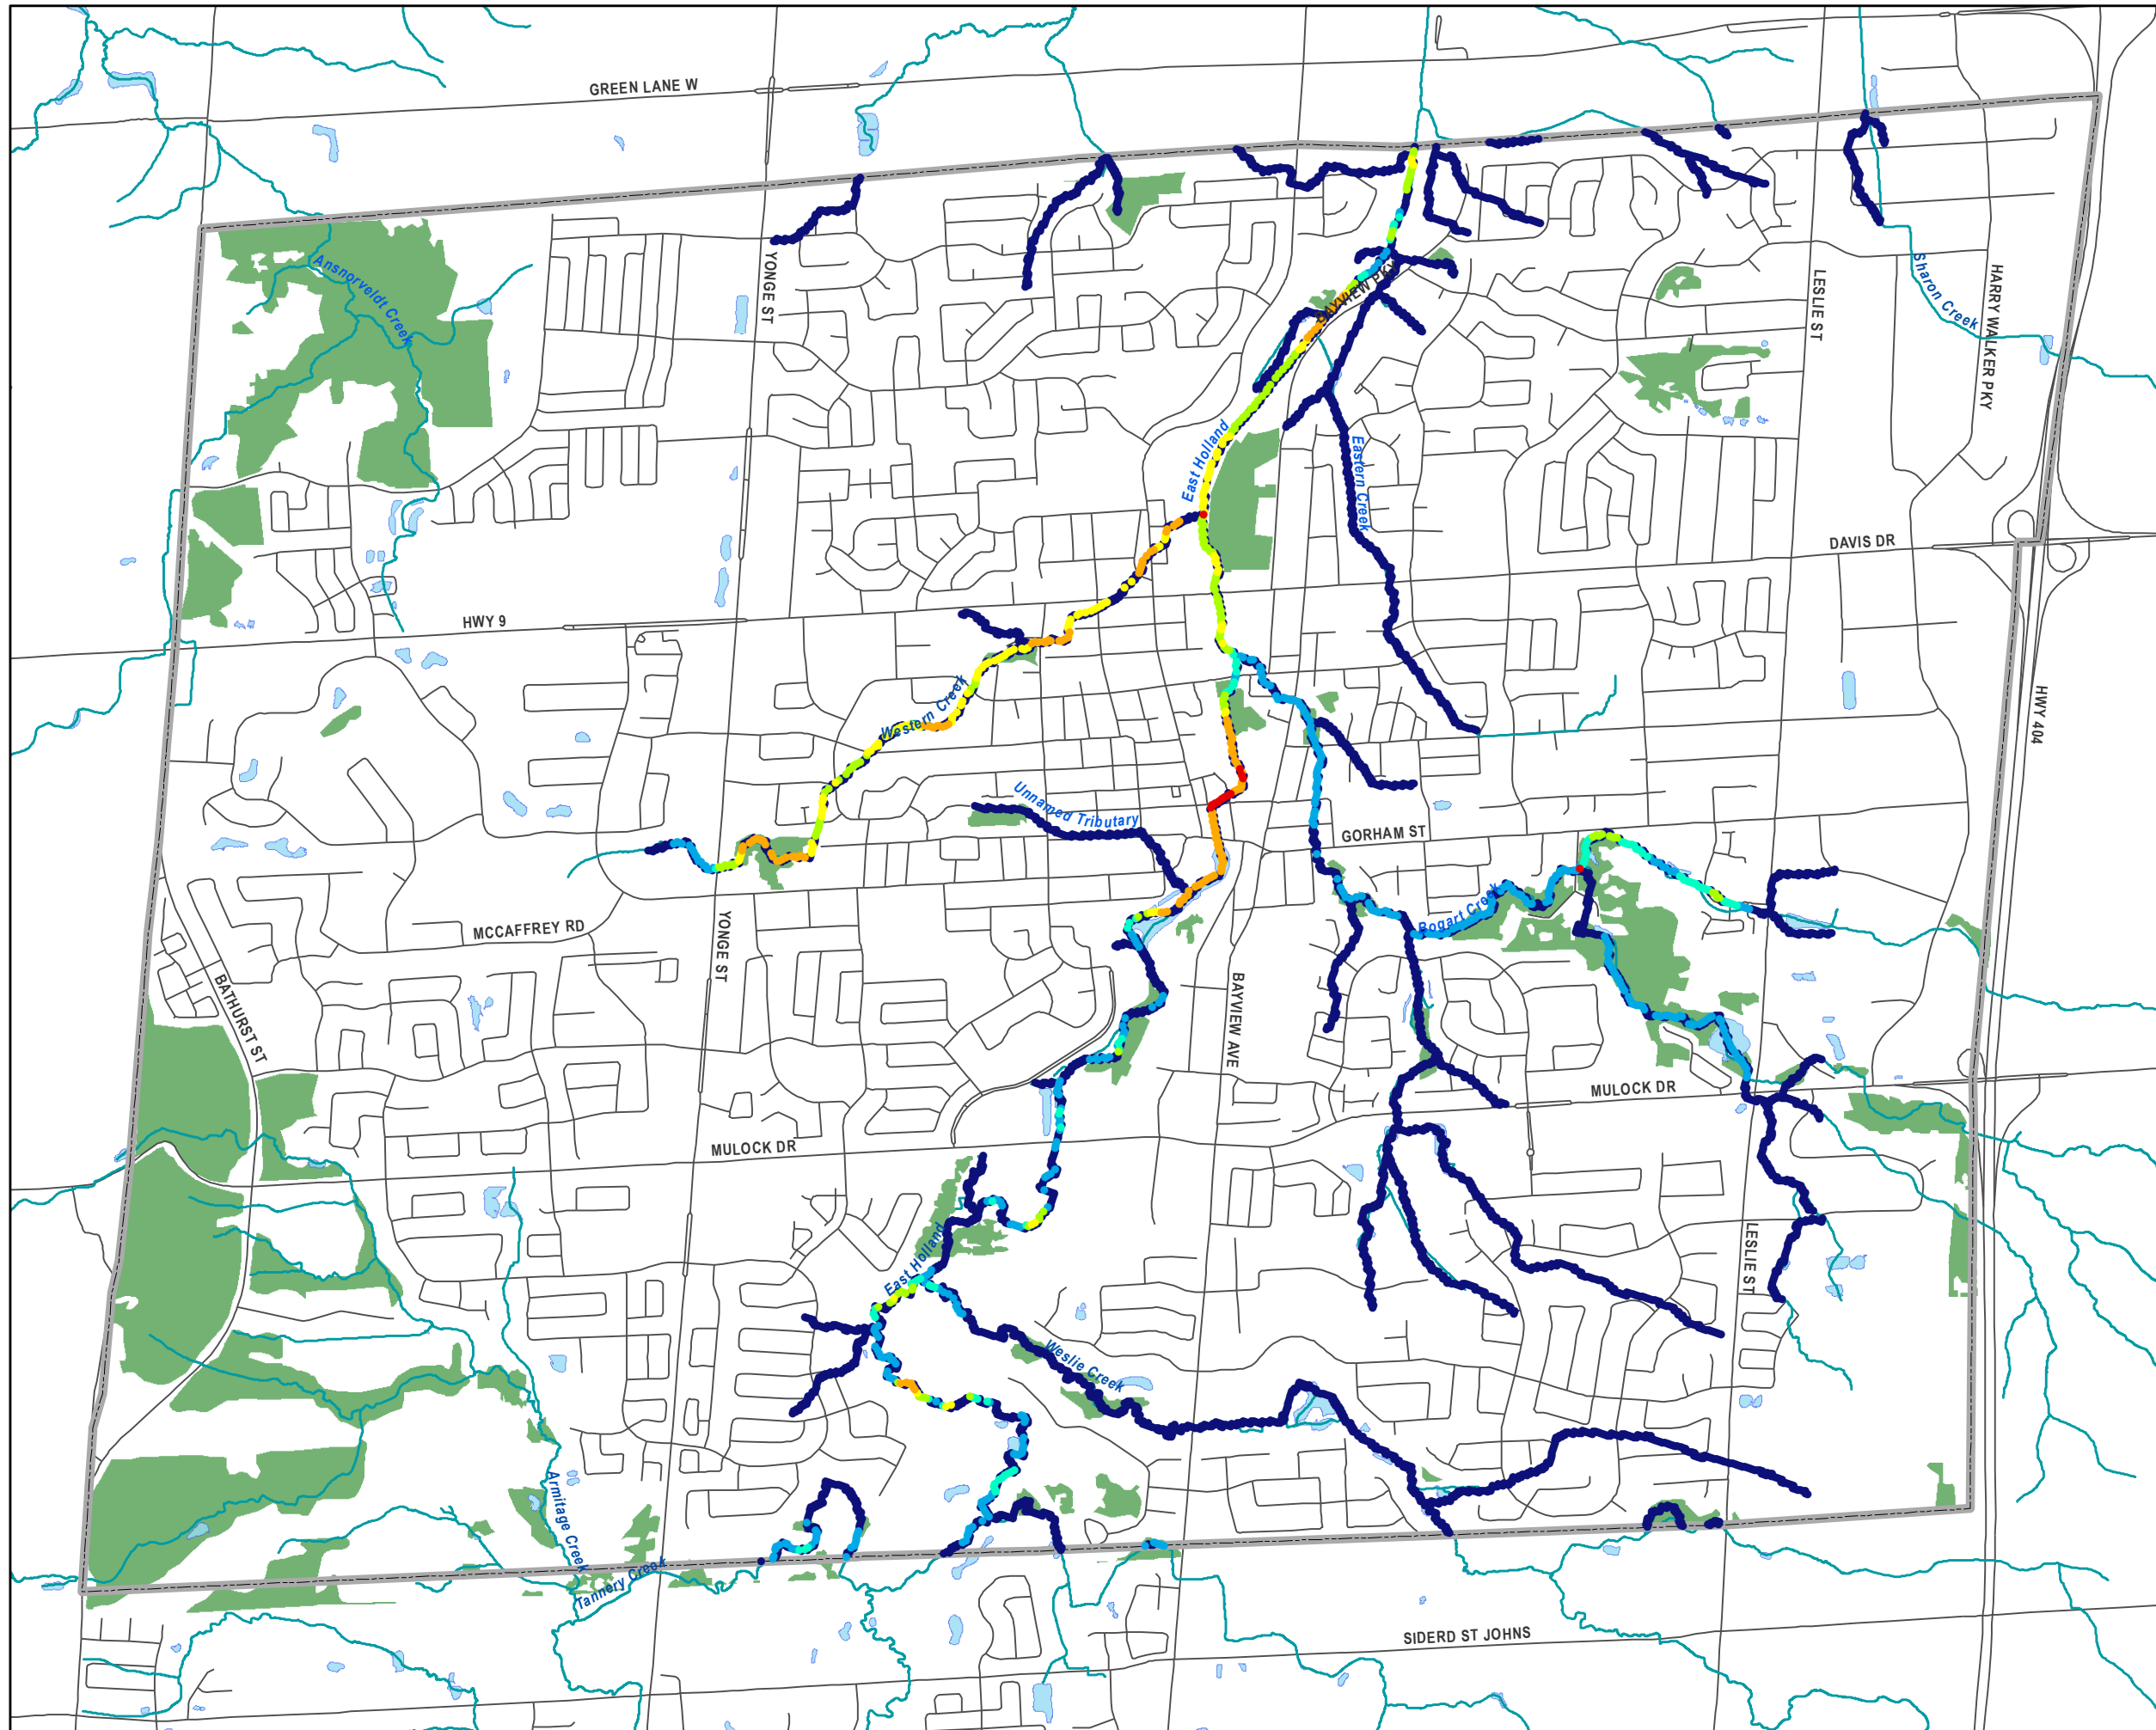 GREEN LANE W
YONGE ST
Ansnorveldt Creek
BAYVIEW PKY
LESLIE ST
Sharon Creek
HARRY WALKER PKY
East Holland
Eastern Creek
DAVIS DR
HWY 9
Western Creek
HWY 404
Unnamed Tributary
GORHAM ST
Bogart Creek
MCCAFFREY RD
YONGE ST
BATHURST ST
BAYVIEW AVE
MULOCK DR
MULOCK DR
East Holland
LESLIE ST
Weslie Creek
Armitage Creek
Tannery Creek
SIDERD ST JOHNS